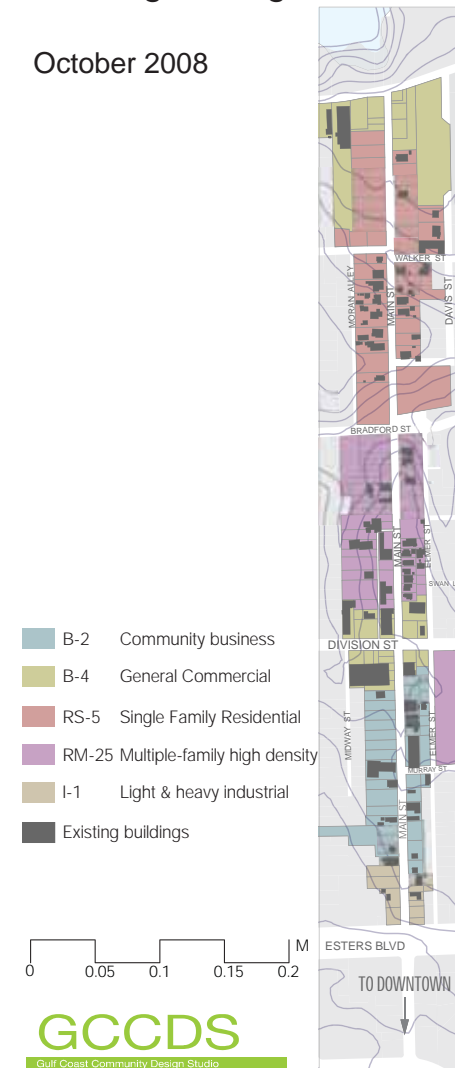 October 2008
WALKER ST
MORAN ALLEY
MAIN ST
DAVIS ST
BRADFORD ST
MAIN ST
ELMER ST
SWAN L
DIVISION ST
B-2 Community business
B-4 General Commercial
RS-5 Single Family Residential
RM-25 Multiple-family high density
I-1 Light & heavy industrial
Existing buildings
MIDWAY ST
ELMER ST
MURRAY ST
MAIN ST
M
0 0.05 0.1 0.15 0.2
ESTERS BLVD
TO DOWNTOWN
GCCDS
Gulf Coast Community Design Studio